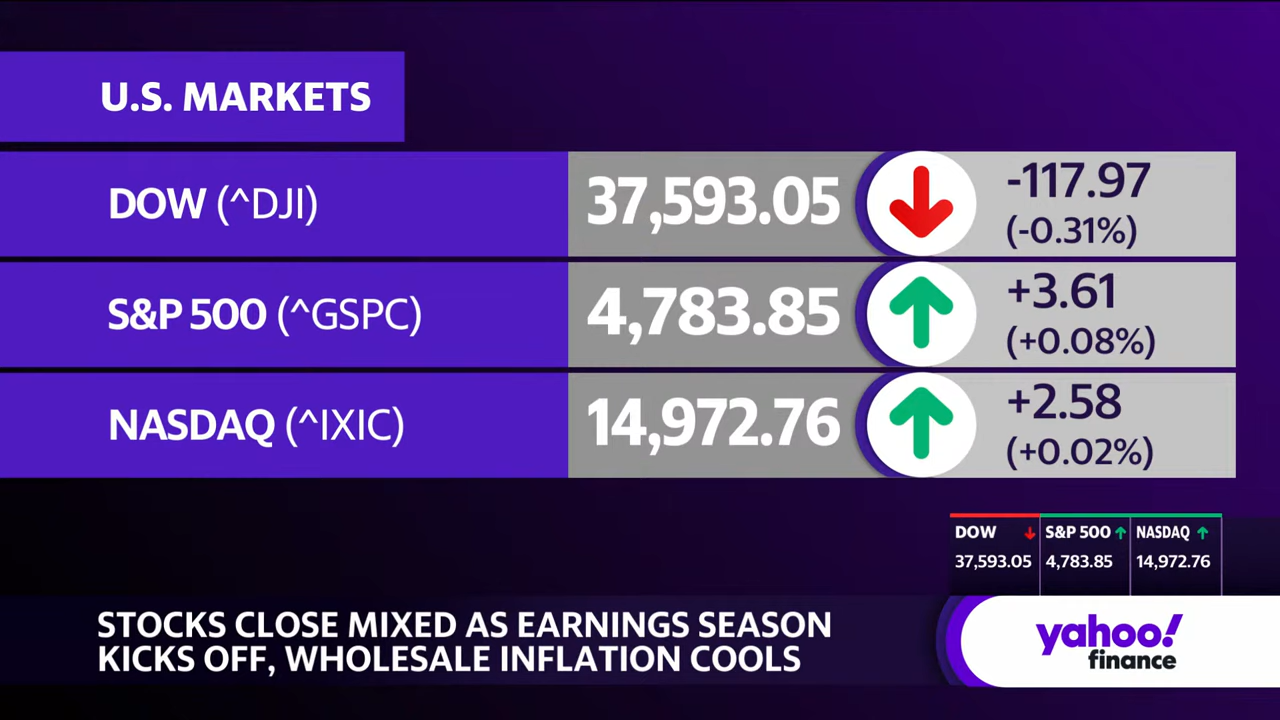 U.S. MARKETS
DOW (^DJI) 37,593.05 -117.97
(-0.31%)
S&P 500 (^GSPC) 4,783.85 +3.61
(+0.08%)
NASDAQ (^IXIC) 14,972.76 +2.58
(+0.02%)
DOW S&P 500 NASDAQ
37,593.05 4,783.85 14,972.76
STOCKS CLOSE MIXED AS EARNINGS SEASON
KICKS OFF, WHOLESALE INFLATION COOLS
yahoo!
finance